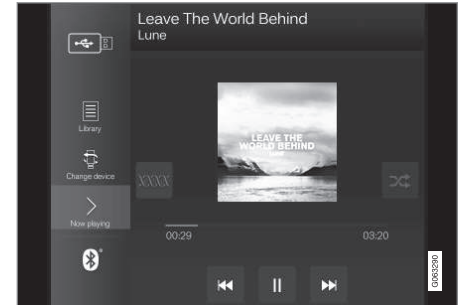 Leave The World Behind
Lune
Library
Change device
Now playing
LEAVE THE
WORLD BEHIND
LUNE
XXXX
00:29
03:20
G063290